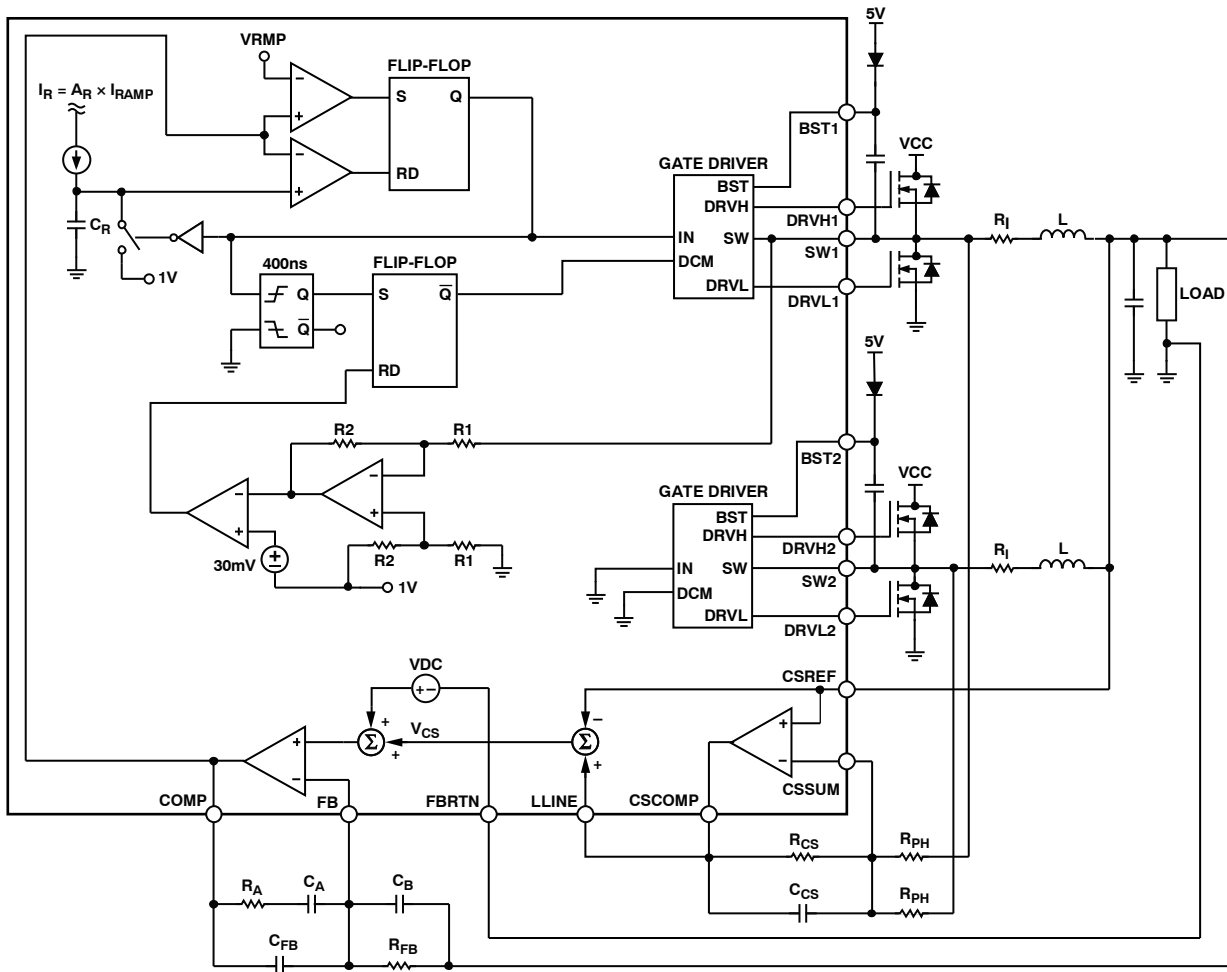 5V
VRMP
FLIP-FLOP
I_R = A_R × I_RAMP
−
+
S
Q
−
+
RD
BST1
VCC
GATE DRIVER
BST
DRVH
DRVH1
IN
SW
SW1
R_I
L
DCM
DRVL
DRVL1
LOAD
C_R
1V
400ns
Q
Q̅
FLIP-FLOP
S
Q̅
RD
5V
R2
R1
BST2
−
+
−
+
30mV
R2
R1
1V
GATE DRIVER
VCC
BST
DRVH
DRVH2
IN
SW
SW2
R_I
L
DCM
DRVL
DRVL2
VDC
+ −
CSREF
+
Σ
+
V_CS
−
Σ
+
+
−
+
−
CSSUM
COMP
FB
FBRTN
LLINE
CSCOMP
R_CS
R_PH
R_A
C_A
C_B
C_CS
R_PH
C_FB
R_FB